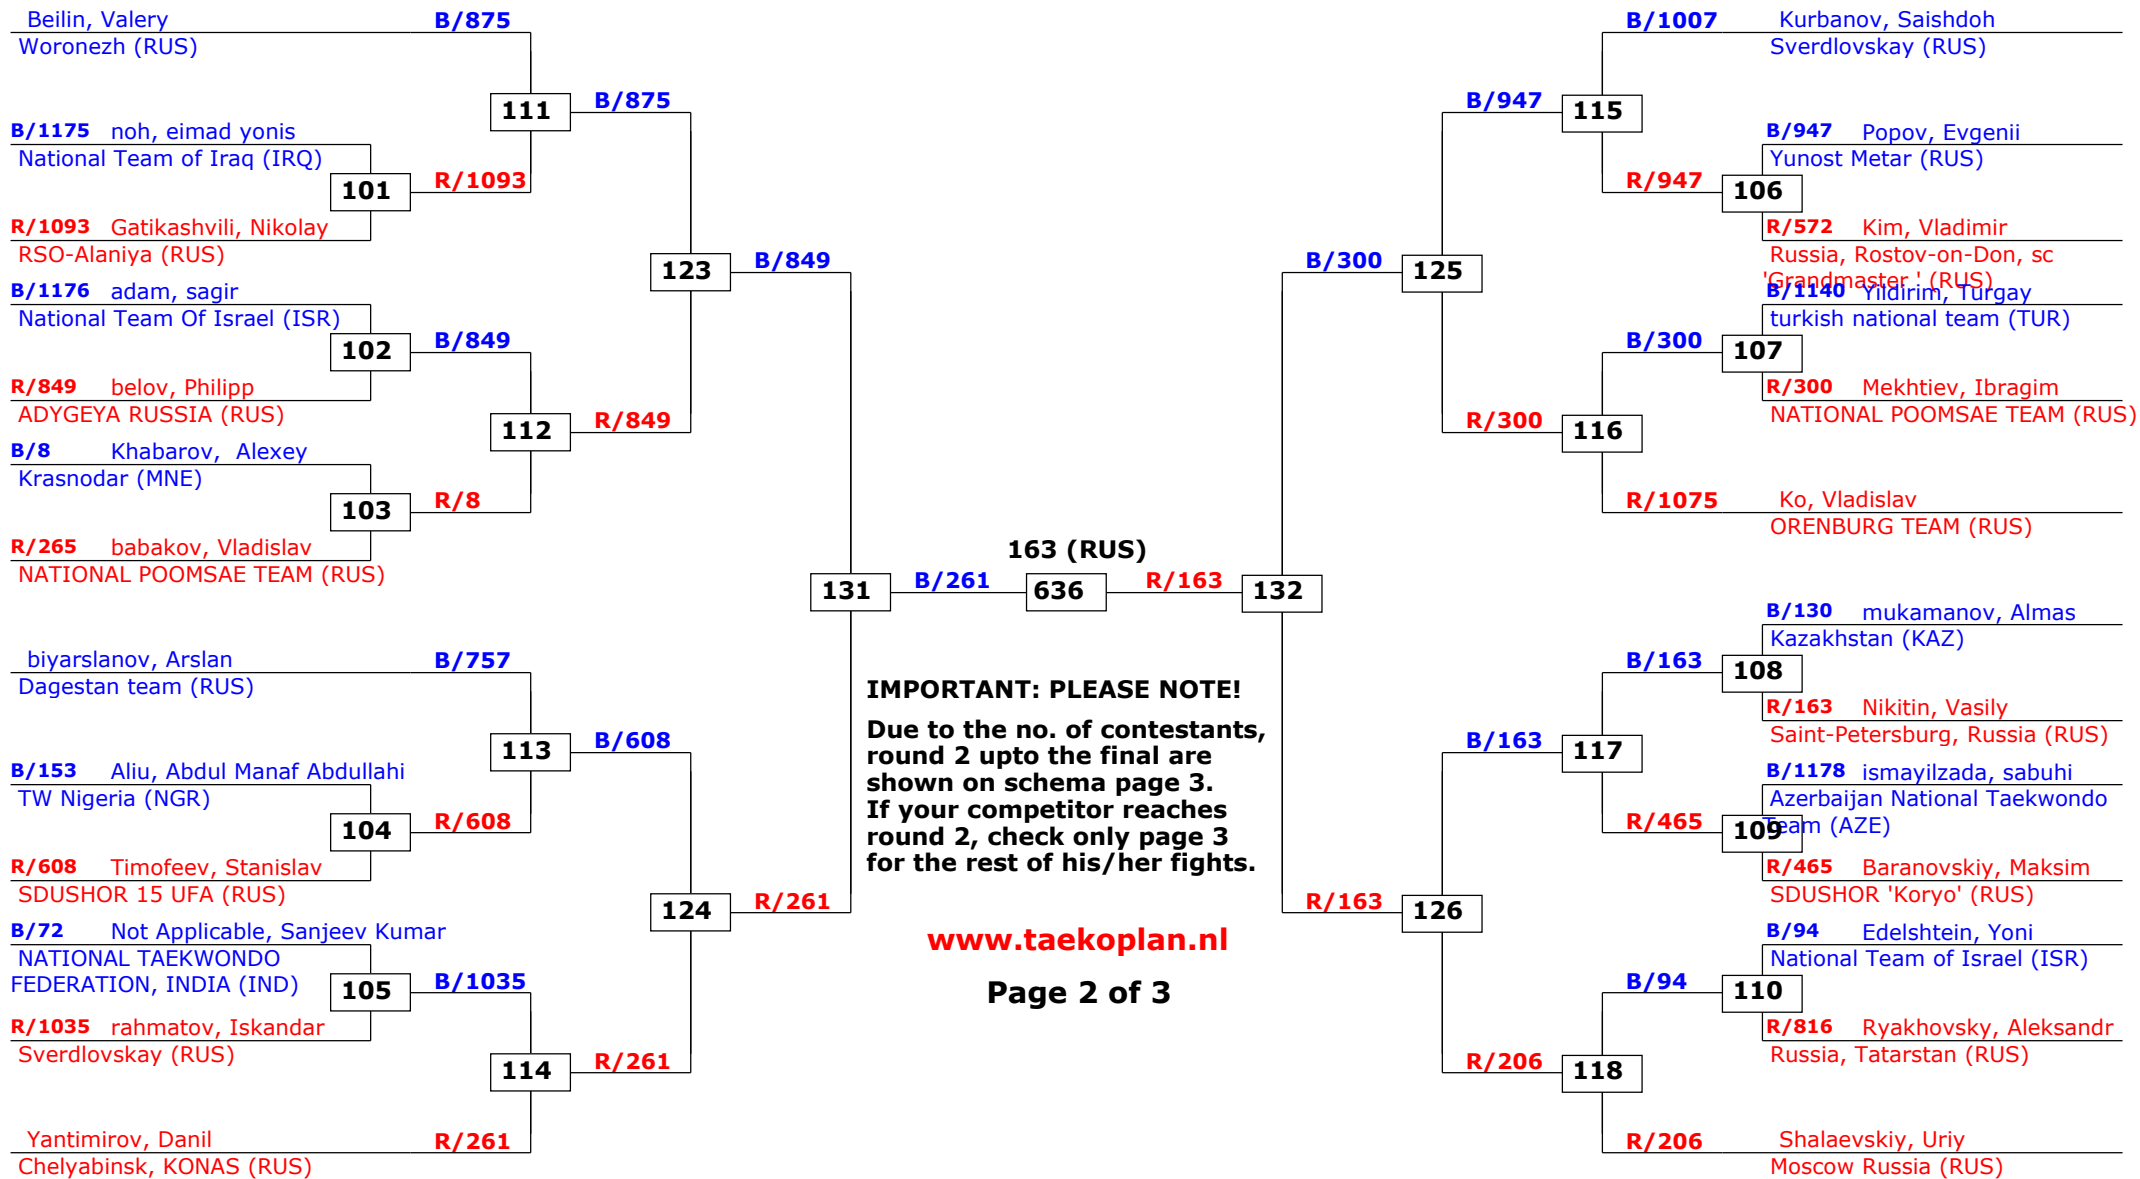 Beilin, Valery
Woronezh (RUS)
B/875
111
B/875
B/1175 noh, eimad yonis
National Team of Iraq (IRQ)
101
R/1093
R/1093 Gatikashvili, Nikolay
RSO-Alaniya (RUS)
123
B/849
B/1176 adam, sagir
National Team Of Israel (ISR)
102
B/849
R/849 belov, Philipp
ADYGEYA RUSSIA (RUS)
112
R/849
B/8 Khabarov, Alexey
Krasnodar (MNE)
103
R/8
R/265 babakov, Vladislav
NATIONAL POOMSAE TEAM (RUS)
131
B/261
biyarslanov, Arslan
Dagestan team (RUS)
B/757
113
B/608
B/153 Aliu, Abdul Manaf Abdullahi
TW Nigeria (NGR)
104
R/608
R/608 Timofeev, Stanislav
SDUSHOR 15 UFA (RUS)
124
R/261
B/72 Not Applicable, Sanjeev Kumar
NATIONAL TAEKWONDO
FEDERATION, INDIA (IND)
105
B/1035
R/1035 rahmatov, Iskandar
Sverdlovskay (RUS)
114
R/261
Yantimirov, Danil
Chelyabinsk, KONAS (RUS)
R/261
163 (RUS)
636
IMPORTANT: PLEASE NOTE!
Due to the no. of contestants,
round 2 upto the final are
shown on schema page 3.
If your competitor reaches
round 2, check only page 3
for the rest of his/her fights.
www.taekoplan.nl
Page 2 of 3
R/163
132
B/1007
Kurbanov, Saishdoh
Sverdlovskay (RUS)
B/947
115
B/947 Popov, Evgenii
Yunost Metar (RUS)
R/947
106
R/572 Kim, Vladimir
Russia, Rostov-on-Don, sc
'Grandmaster ' (RUS)
B/300
125
B/1140 Yildirim, Turgay
turkish national team (TUR)
B/300
107
R/300 Mekhtiev, Ibragim
NATIONAL POOMSAE TEAM (RUS)
R/300
116
R/1075
Ko, Vladislav
ORENBURG TEAM (RUS)
B/130 mukamanov, Almas
Kazakhstan (KAZ)
B/163
108
R/163 Nikitin, Vasily
Saint-Petersburg, Russia (RUS)
B/163
117
B/1178 ismayilzada, sabuhi
Azerbaijan National Taekwondo
Team (AZE)
R/465
109
R/465 Baranovskiy, Maksim
SDUSHOR 'Koryo' (RUS)
R/163
126
B/94 Edelshtein, Yoni
National Team of Israel (ISR)
B/94
110
R/816 Ryakhovsky, Aleksandr
Russia, Tatarstan (RUS)
R/206
118
R/206
Shalaevskiy, Uriy
Moscow Russia (RUS)